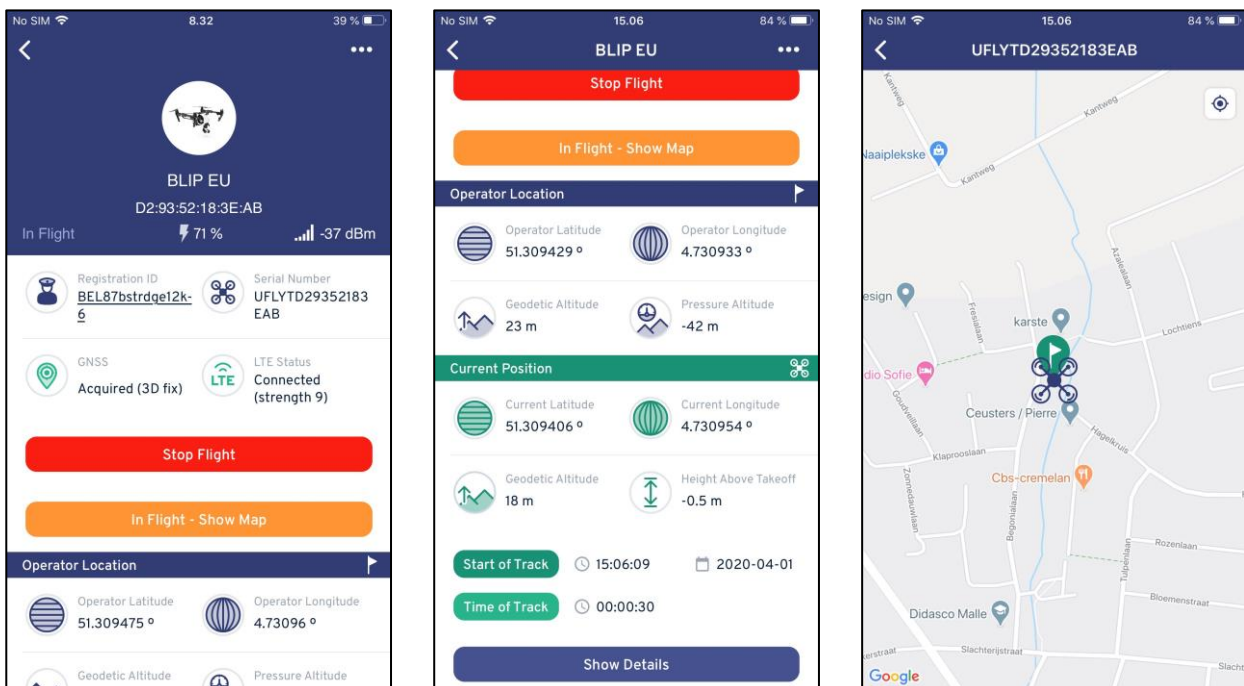 No SIM 8.32 39 %
BLIP EU
D2:93:52:18:3E:AB
In Flight 71 % -37 dBm
Registration ID
BEL87bstrdge12k-
6
Serial Number
UFLYTD29352183
EAB
GNSS
Acquired (3D fix)
LTE Status
LTE
Connected
(strength 9)
Stop Flight
In Flight - Show Map
Operator Location
Operator Latitude
51.309475 º
Operator Longitude
4.73096 º
Geodetic Altitude
Pressure Altitude
No SIM 15.06 84 %
BLIP EU
Stop Flight
In Flight - Show Map
Operator Location
Operator Latitude
51.309429 º
Operator Longitude
4.730933 º
Geodetic Altitude
23 m
Pressure Altitude
-42 m
Current Position
Current Latitude
51.309406 º
Current Longitude
4.730954 º
Geodetic Altitude
18 m
Height Above Takeoff
-0.5 m
Start of Track 15:06:09 2020-04-01
Time of Track 00:00:30
Show Details
No SIM 15.06 84 %
UFLYTD29352183EAB
Kantweg
Kantweg
Naaiplekske
Kantweg
Azalealaan
esign
Fresialaan
karste
Lochtiens
dio Sofie
Goudveillaan
Ceusters / Pierre
Hagelkruis
Klaprooslaan
Cbs-cremelan
Zonnedauwlaan
Begonialaan
Rozenlaan
Tulpenlaan
Bloemenstraat
Didasco Malle
erstraat
Slachterijstraat
Slacht
Google